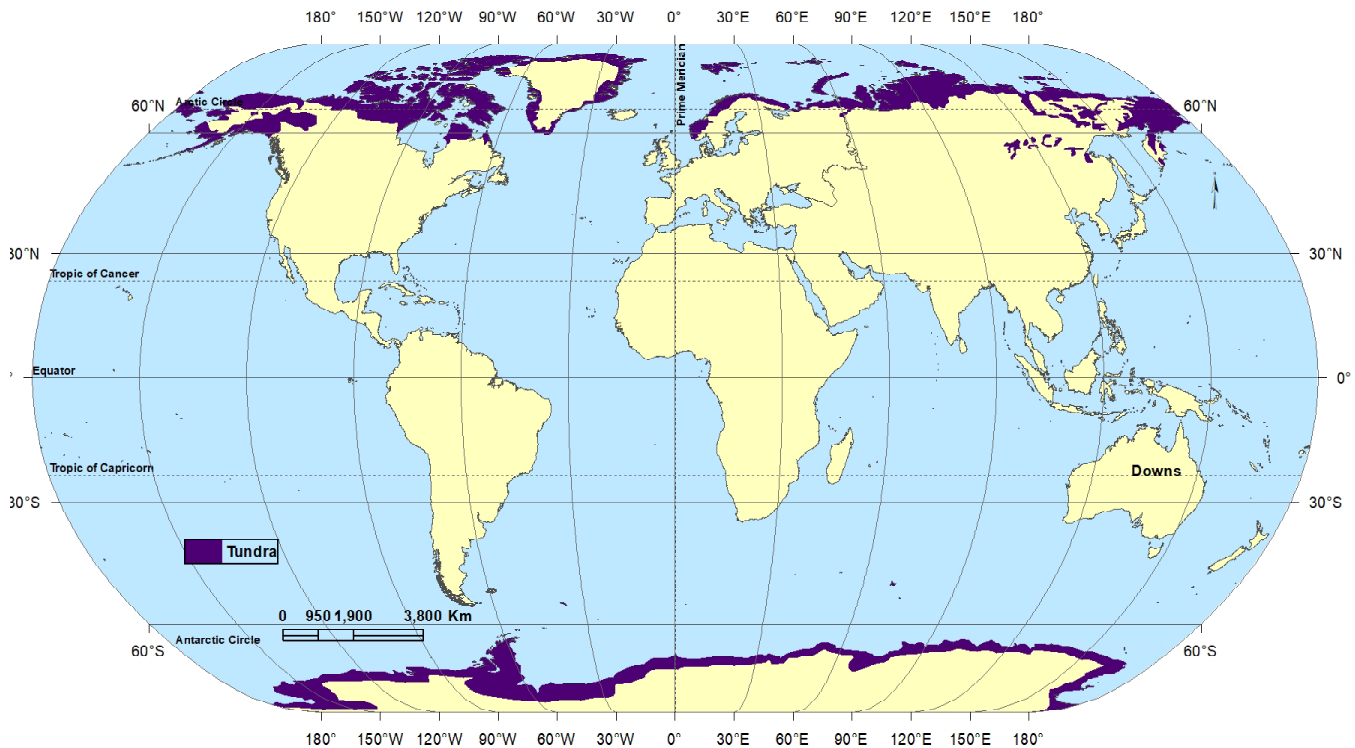 180° 150°W 120°W 90°W 60°W 30°W 0° 30°E 60°E 90°E 120°E 150°E 180°
Prime Maricían
60°N Arctic Circle 60°N
30°N 30°N
Tropic of Cancer
Equator 0°
Tropic of Capricorn
Downs
30°S 30°S
Tundra
0 950 1,900 3,800 Km
Antarctic Circle
60°S 60°S
180° 150°W 120°W 90°W 60°W 30°W 0° 30°E 60°E 90°E 120°E 150°E 180°